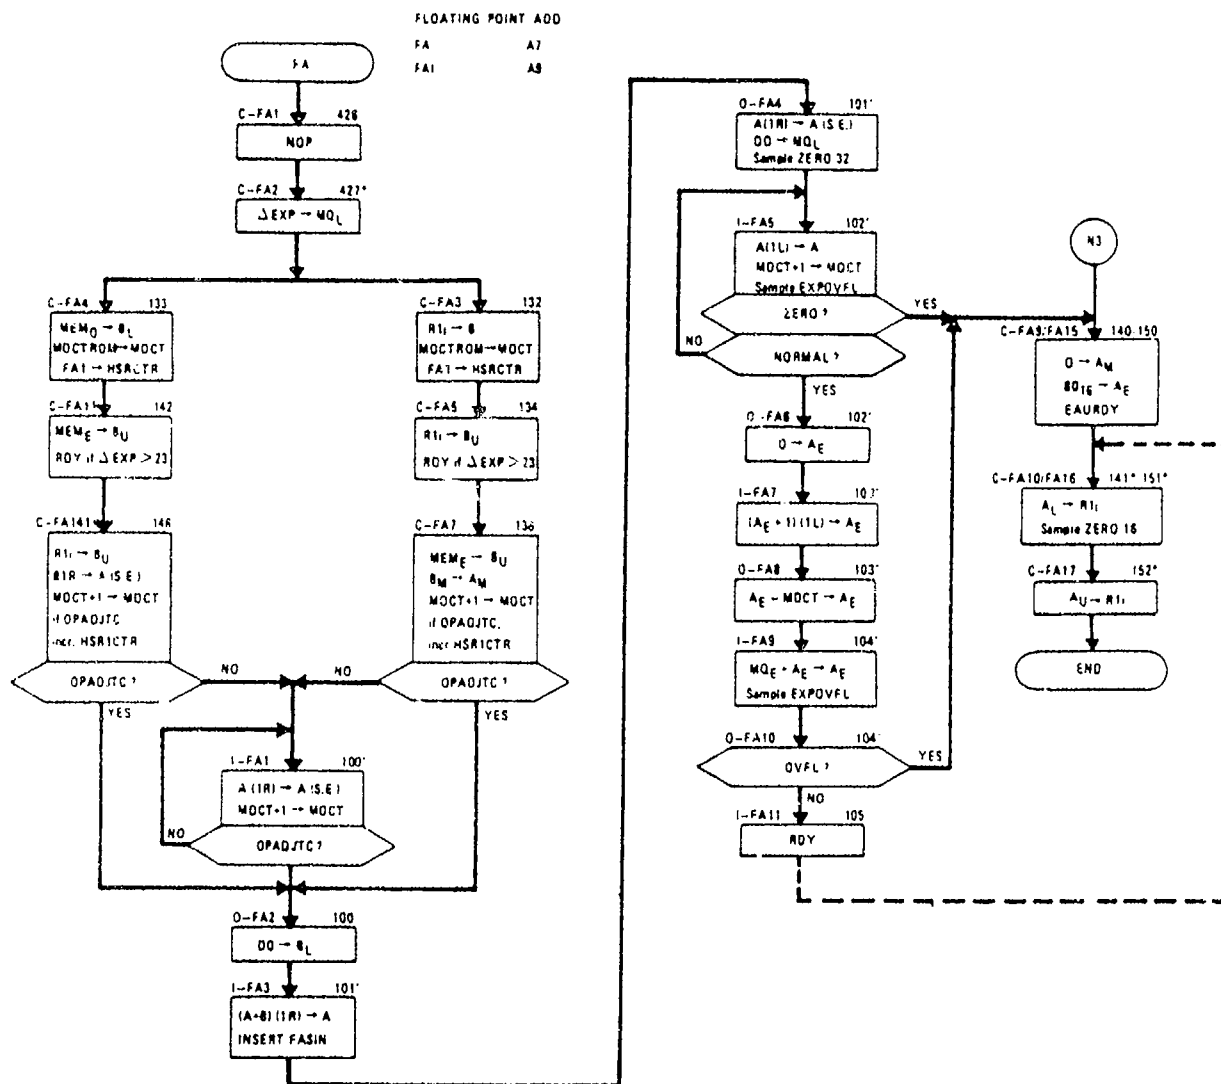 FLOATING POINT ADD
FA A7
FAI A9
FA
C-FA1 426
NOP
C-FA2 427*
△EXP → MQL
C-FA4 133
MEMO → BL
MOCTROM → MOCT
FA1 → HSRCTR
C-FA1 142
MEME → BU
RDY if △EXP > 23
C-FA141 146
R1i → BU
B1R → A(S.E.)
MOCT+1 → MOCT
if OPADJTC,
incr. HSR1CTR
OPADJTC?
NO
YES
C-FA3 132
R1i → B
MOCTROM → MOCT
FA1 → HSRCTR
C-FA5 134
R1i → BU
RDY if △EXP > 23
C-FA7 136
MEME → BU
BM → AM
MOCT+1 → MOCT
if OPADJTC,
incr HSR1CTR
OPADJTC?
NO
YES
I-FA1 100'
A(1R) → A(S.E.)
MOCT+1 → MOCT
OPADJTC?
NO
O-FA2 100
DO → BL
I-FA3 101'
(A+B) (1R) → A
INSERT FASIN
O-FA4 101'
A(1R) → A(S.E.)
DO → MQL
Sample ZERO 32
I-FA5 102'
A(1L) → A
MOCT+1 → MOCT
Sample EXPOVFL
ZERO?
YES
NORMAL?
NO
YES
O-FA6 102'
0 → AE
I-FA7 103'
(AE + 1) (1L) → AE
O-FA8 103'
AE - MOCT → AE
I-FA9 104'
MQE + AE → AE
Sample EXPOVFL
O-FA10 104'
OVFL?
YES
NO
I-FA11 105
RDY
N3
C-FA9/FA15 140-150
0 → AM
8016 → AE
EAURDY
C-FA10/FA16 141* 151*
AL → R1i
Sample ZERO 16
C-FA17 152*
AU → R1i
END